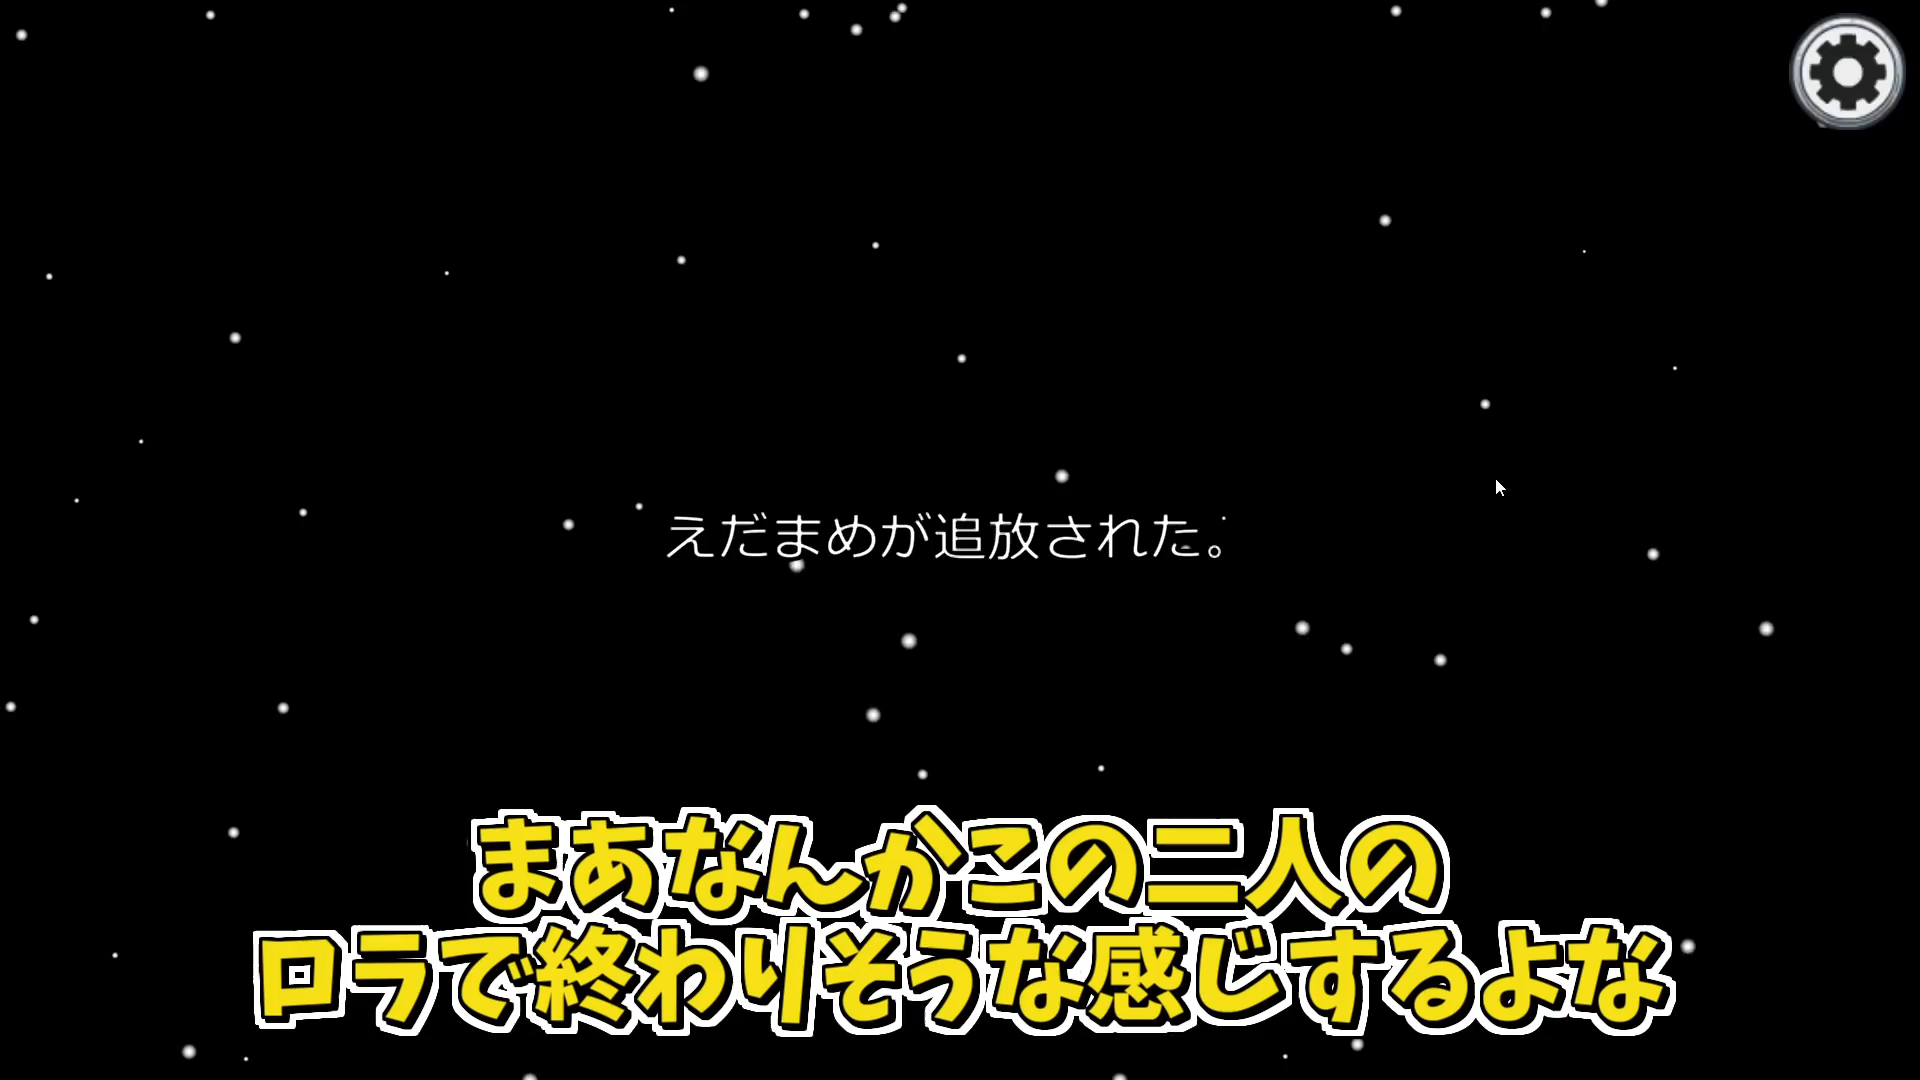 えだまめが追放された。
まあなんかこの二人の
ロラで終わりそうな感じするよな